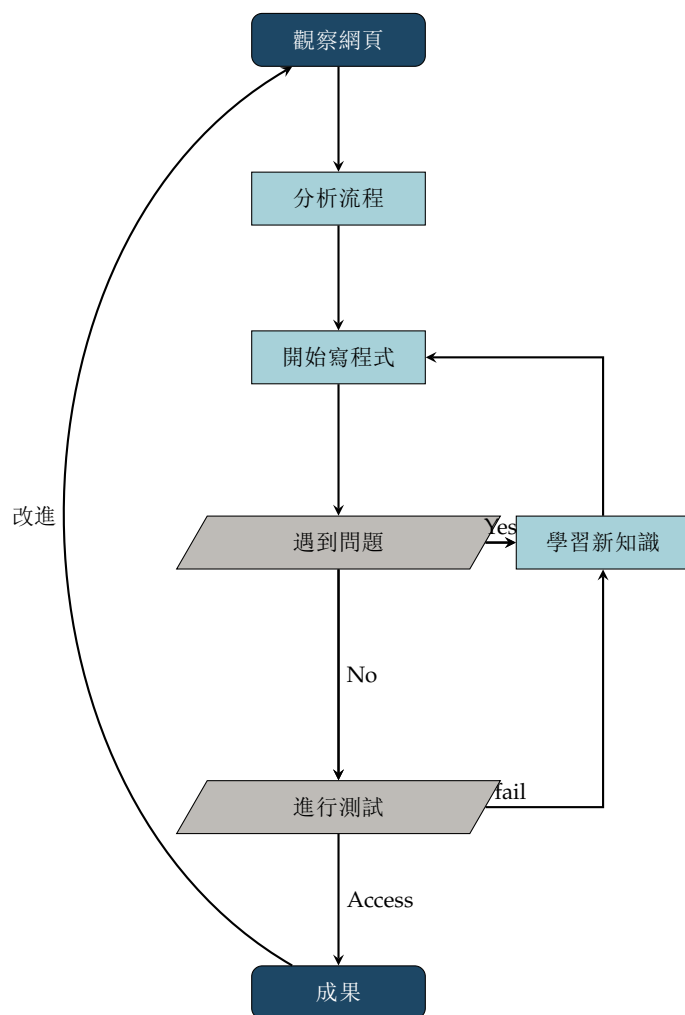 觀察網頁
分析流程
開始寫程式
改進
遇到問題
Yes
學習新知識
No
進行測試
fail
Access
成果